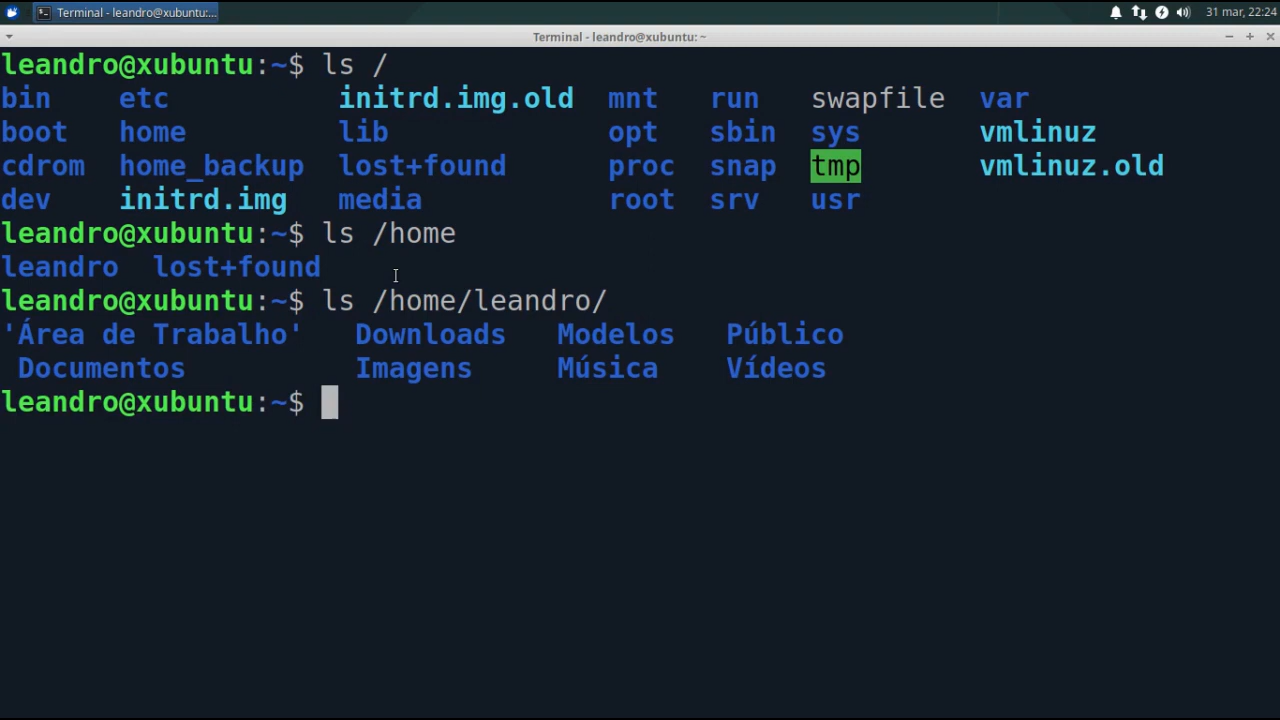 Terminal - leandro@xubuntu:... 31 mar, 22:24
Terminal - leandro@xubuntu: ~
leandro@xubuntu:~$ ls /
bin etc initrd.img.old mnt run swapfile var
boot home lib opt sbin sys vmlinuz
cdrom home_backup lost+found proc snap tmp vmlinuz.old
dev initrd.img media root srv usr
leandro@xubuntu:~$ ls /home
leandro lost+found
leandro@xubuntu:~$ ls /home/leandro/
'Área de Trabalho' Downloads Modelos Público
Documentos Imagens Música Vídeos
leandro@xubuntu:~$